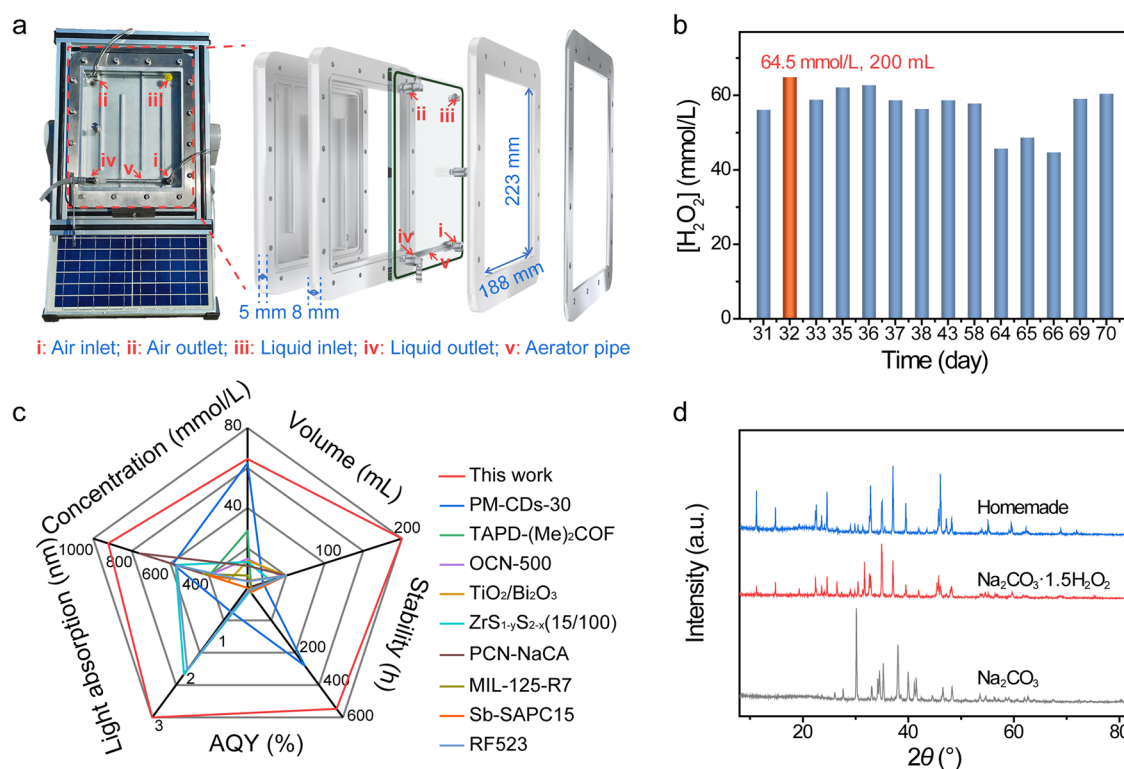 a
ii
iii
iv
v
i
ii
iii
iv
i
v
223 mm
188 mm
5 mm 8 mm
i: Air inlet; ii: Air outlet; iii: Liquid inlet; iv: Liquid outlet; v: Aerator pipe
b
64.5 mmol/L, 200 mL
[H₂O₂] (mmol/L)
60
40
20
0
31 32 33 35 36 37 38 43 58 64 65 66 69 70
Time (day)
c
Concentration (mmol/L)
80
40
Volume (mL)
200
100
Stability (h)
200
400
600
AQY (%)
1
2
3
Light absorption (nm)
1000
800
600
400
This work
PM-CDs-30
TAPD-(Me)₂COF
OCN-500
TiO₂/Bi₂O₃
ZrS₁₋ᵧS₂₋ₓ(15/100)
PCN-NaCA
MIL-125-R7
Sb-SAPC15
RF523
d
Intensity (a.u.)
Homemade
Na₂CO₃·1.5H₂O₂
Na₂CO₃
20 40 60 80
2θ (°)